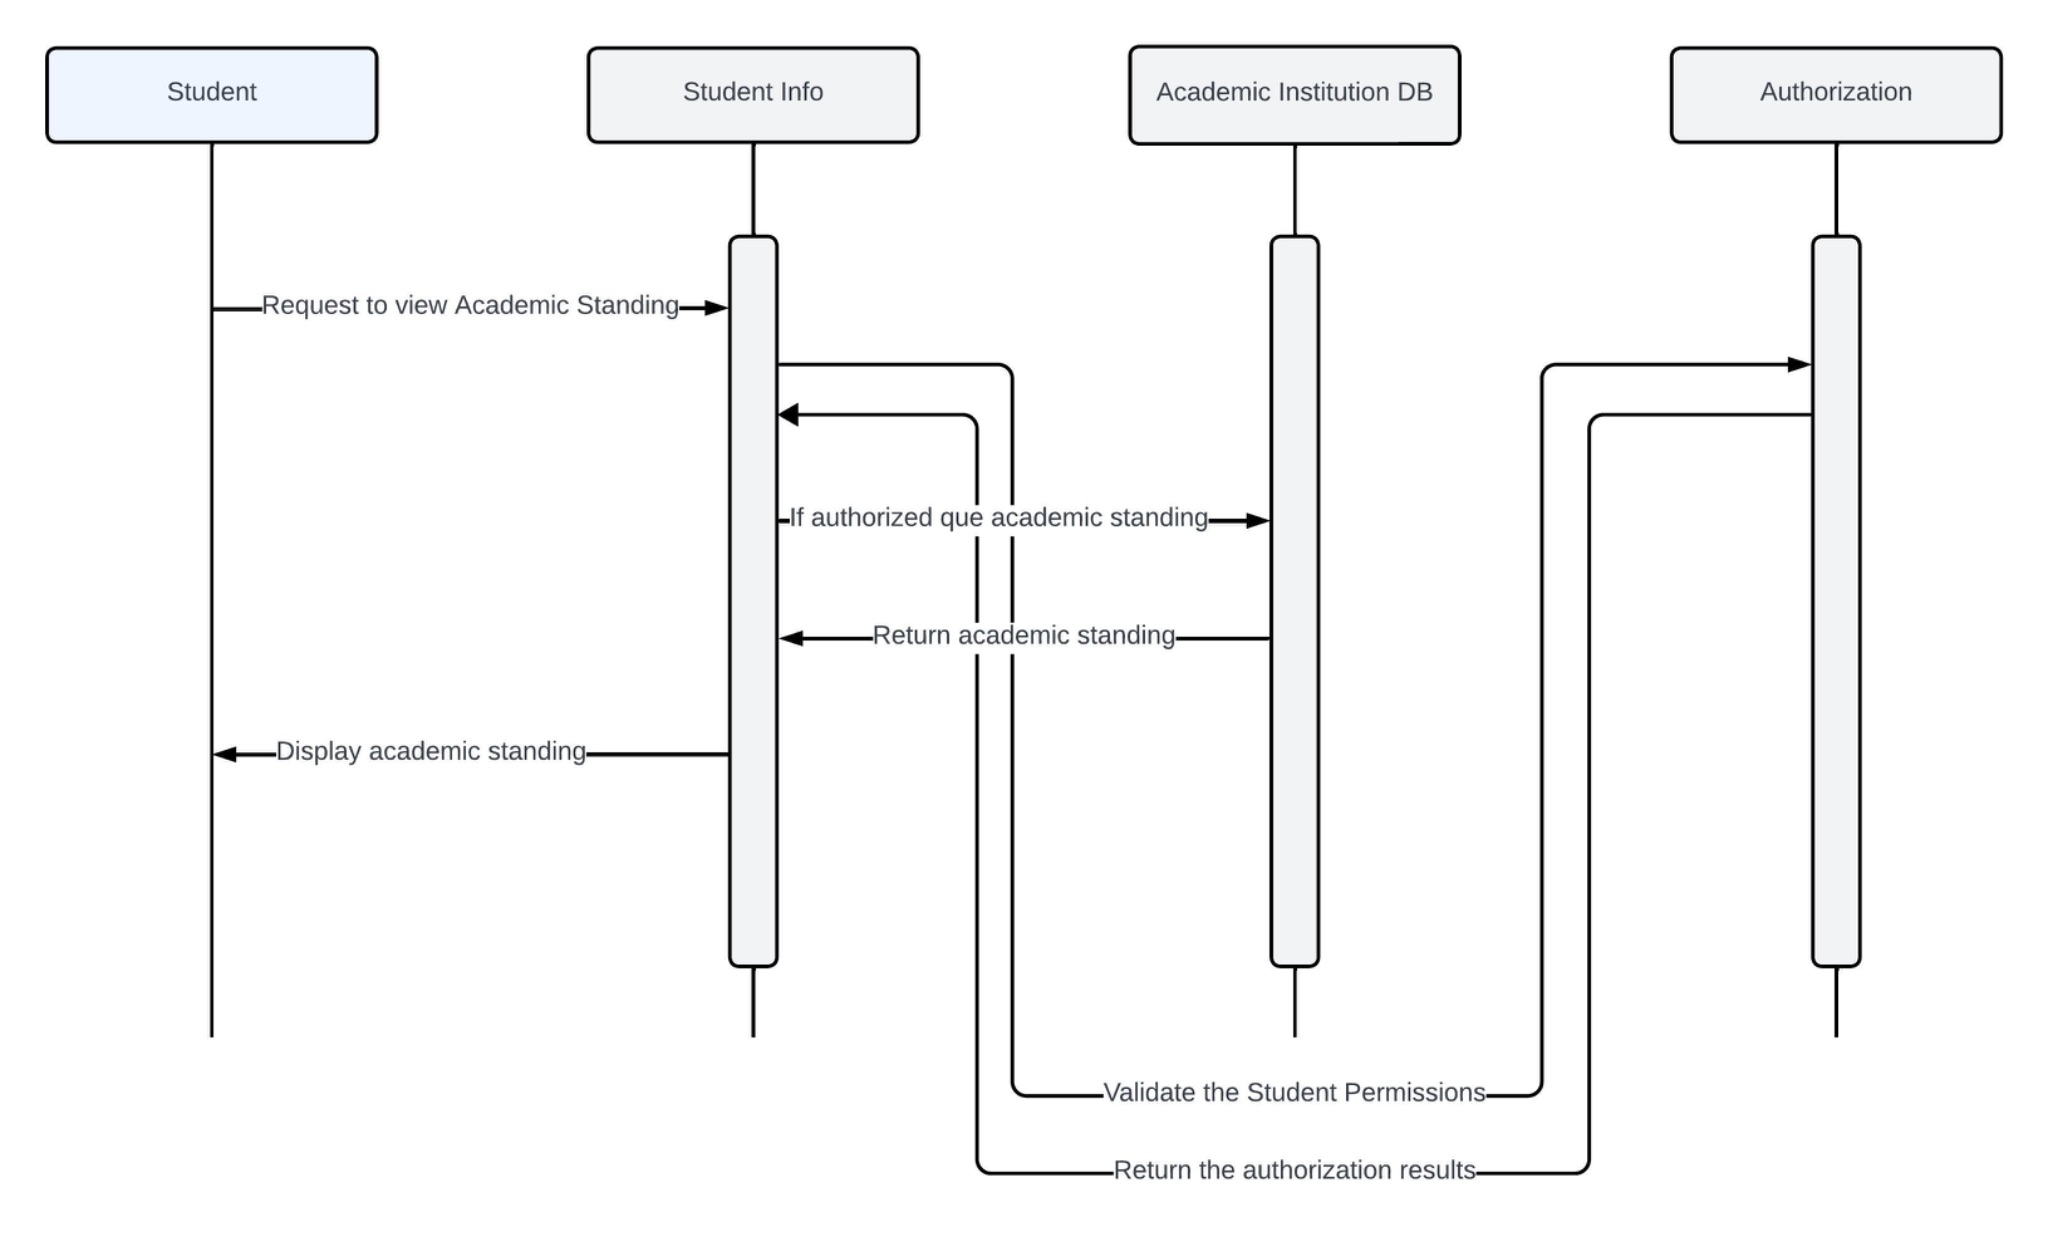 Student
Student Info
Academic Institution DB
Authorization
Request to view Academic Standing
If authorized que academic standing
Return academic standing
Display academic standing
Validate the Student Permissions
Return the authorization results